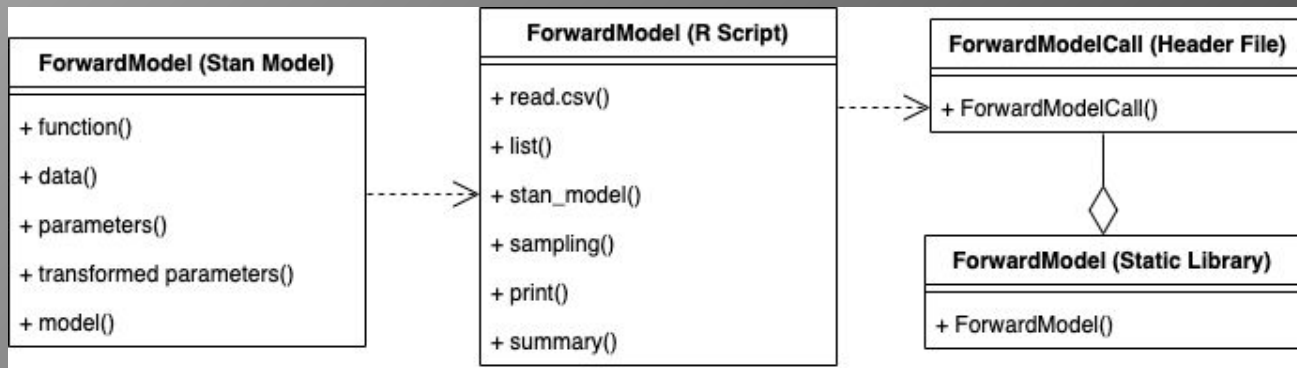 ForwardModel (Stan Model)
+ function()
+ data()
+ parameters()
+ transformed parameters()
+ model()
ForwardModel (R Script)
+ read.csv()
+ list()
+ stan_model()
+ sampling()
+ print()
+ summary()
ForwardModelCall (Header File)
+ ForwardModelCall()
ForwardModel (Static Library)
+ ForwardModel()